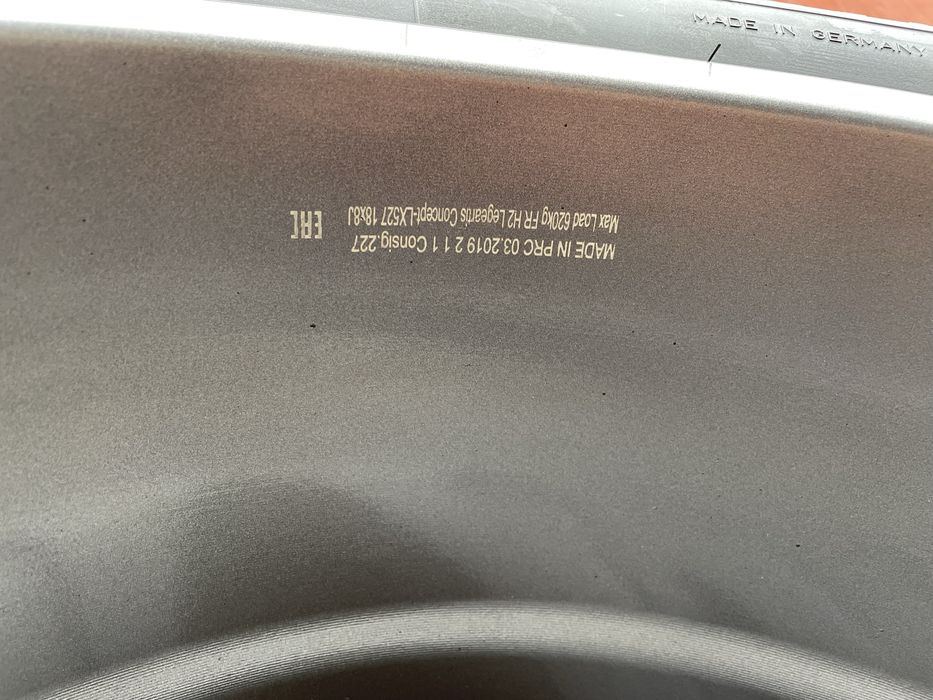 MADE IN GERMANY
MADE IN PRC 03.2019 2 1 1 Consig.227
Max Load 620kg FR H2 Legeartis Concept-LX527 18x8J
EAC